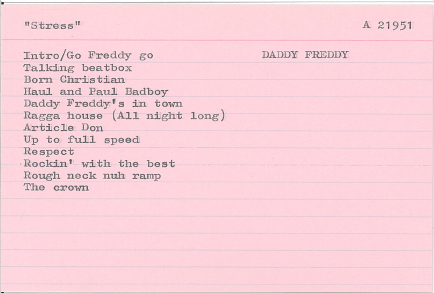 "Stress" A 21951
Intro/Go Freddy go DADDY FREDDY
Talking beatbox
Born Christian
Haul and Paul Badboy
Daddy Freddy's in town
Ragga house (All night long)
Article Don
Up to full speed
Respect
Rockin' with the best
Rough neck nuh ramp
The crown